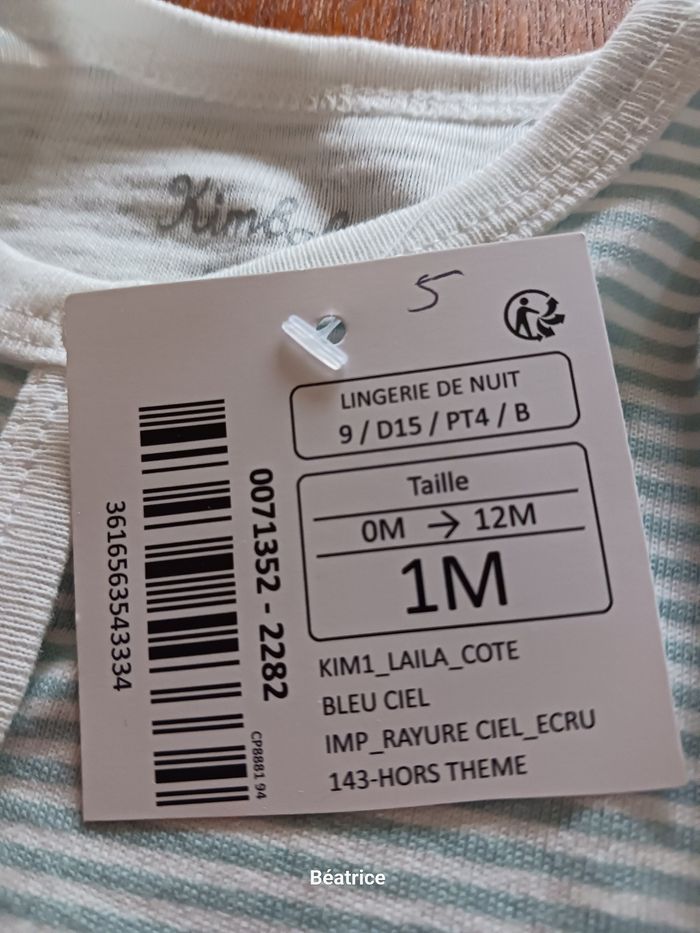 5
LINGERIE DE NUIT
9 / D15 / PT4 / B
Taille
0M → 12M
1M
KIM1_LAILA_COTE
BLEU CIEL
IMP_RAYURE CIEL_ECRU
143-HORS THEME
0071352 - 2282
CP8881 94
3616563543334
Béatrice